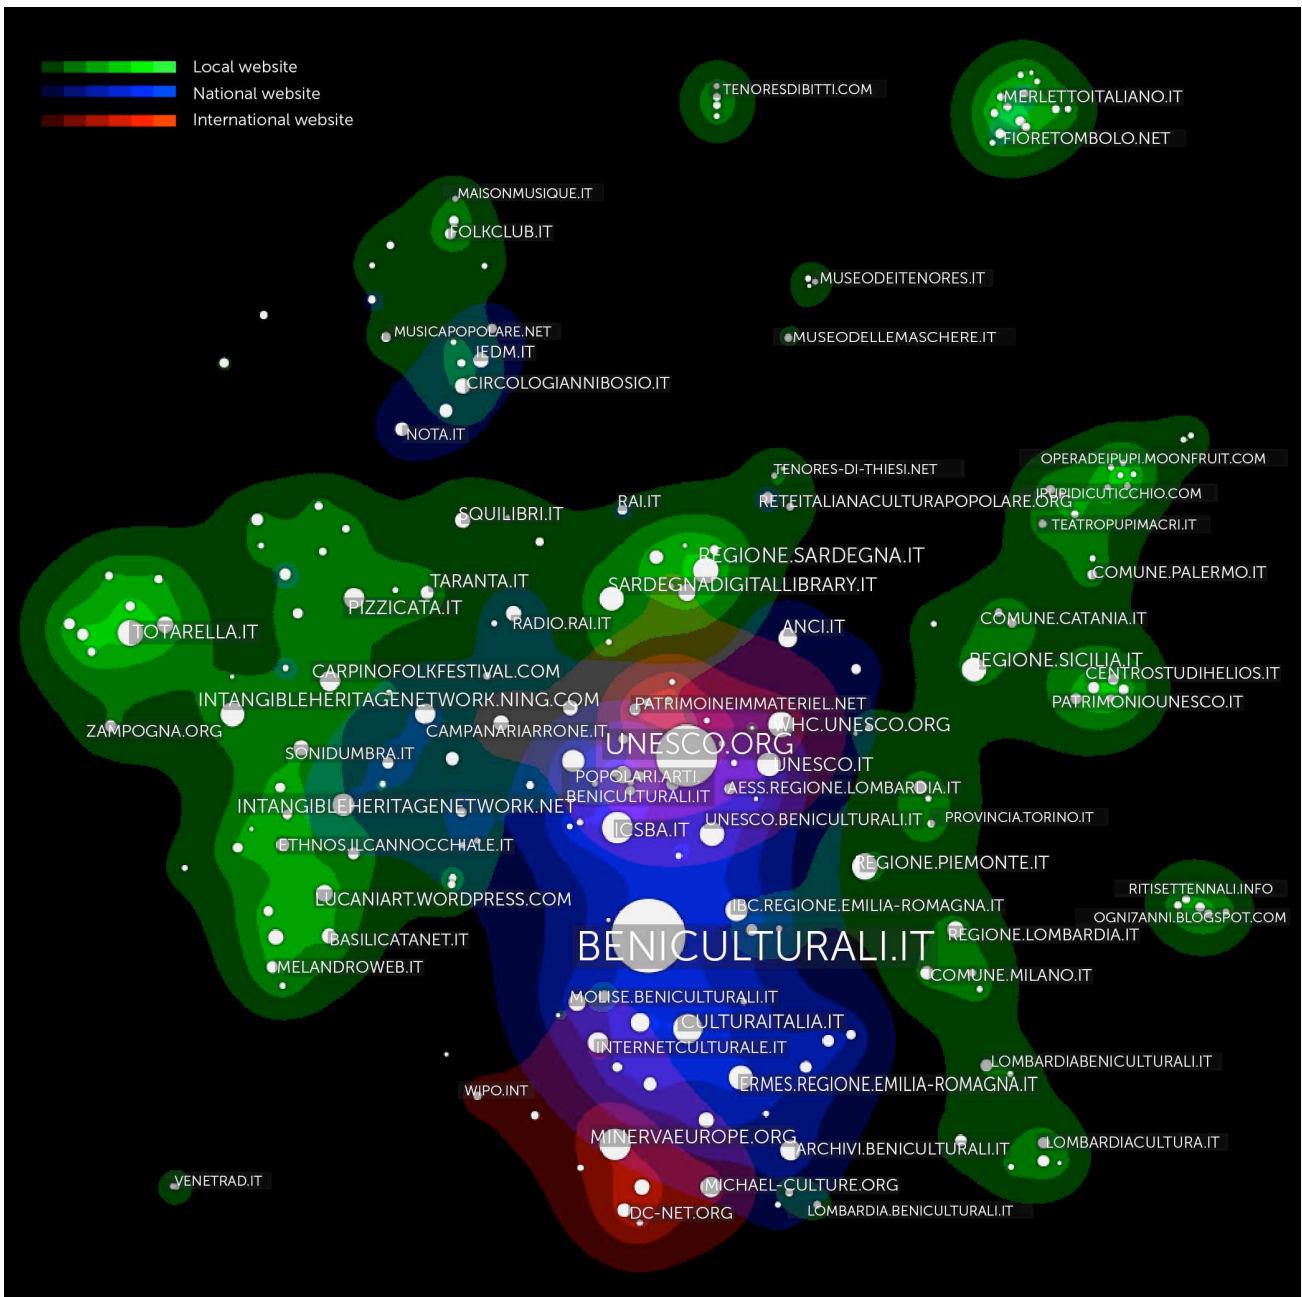 Local website
National website
International website
TENORESDIBITTI.COM
MERLETTOITALIANO.IT
FIORETOMBOLO.NET
MAISONMUSIQUE.IT
FOLKCLUB.IT
MUSEODEITENORES.IT
MUSICAPOPOLARE.NET
MUSEODELLEMASCHERE.IT
IEDM.IT
CIRCOLOGIANNIBOSIO.IT
NOTA.IT
OPERADEIPUPI.MOONFRUIT.COM
TENORES-DI-THIESI.NET
IPUPIDICUTICCHIO.COM
RAI.IT
RETEITALIANACULTURAPOPOLARE.ORG
SQUILIBRI.IT
TEATROPUPIMACRI.IT
REGIONE.SARDEGNA.IT
COMUNE.PALERMO.IT
TARANTA.IT
SARDEGNADIGITALLIBRARY.IT
PIZZICATA.IT
COMUNE.CATANIA.IT
RADIO.RAI.IT
ANCI.IT
TOTARELLA.IT
REGIONE.SICILIA.IT
CARPINOFOLKFESTIVAL.COM
CENTROSTUDIHELIOS.IT
INTANGIBLEHERITAGENETWORK.NING.COM
PATRIMOINEIMMATERIEL.NET
PATRIMONIOUNESCO.IT
ZAMPOGNA.ORG
CAMPANARIARRONE.IT
WHC.UNESCO.ORG
UNESCO.ORG
SONIDUMBRA.IT
UNESCO.IT
POPOLARI.ARTI.
BENICULTURALI.IT
AESS.REGIONE.LOMBARDIA.IT
INTANGIBLEHERITAGENETWORK.NET
UNESCO.BENICULTURALI.IT
PROVINCIA.TORINO.IT
ICSBA.IT
ETHNOS.ILCANNOCCHIALE.IT
REGIONE.PIEMONTE.IT
RITISETTENNALI.INFO
LUCANIART.WORDPRESS.COM
IBC.REGIONE.EMILIA-ROMAGNA.IT
OGNI7ANNI.BLOGSPOT.COM
BASILICATANET.IT
BENICULTURALI.IT
REGIONE.LOMBARDIA.IT
MELANDROWEB.IT
COMUNE.MILANO.IT
MOLISE.BENICULTURALI.IT
CULTURAITALIA.IT
INTERNETCULTURALE.IT
LOMBARDIABENICULTURALI.IT
WIPO.INT
ERMES.REGIONE.EMILIA-ROMAGNA.IT
MINERVAEUROPE.ORG
ARCHIVI.BENICULTURALI.IT
LOMBARDIACULTURA.IT
VENETRAD.IT
MICHAEL-CULTURE.ORG
DC-NET.ORG
LOMBARDIA.BENICULTURALI.IT